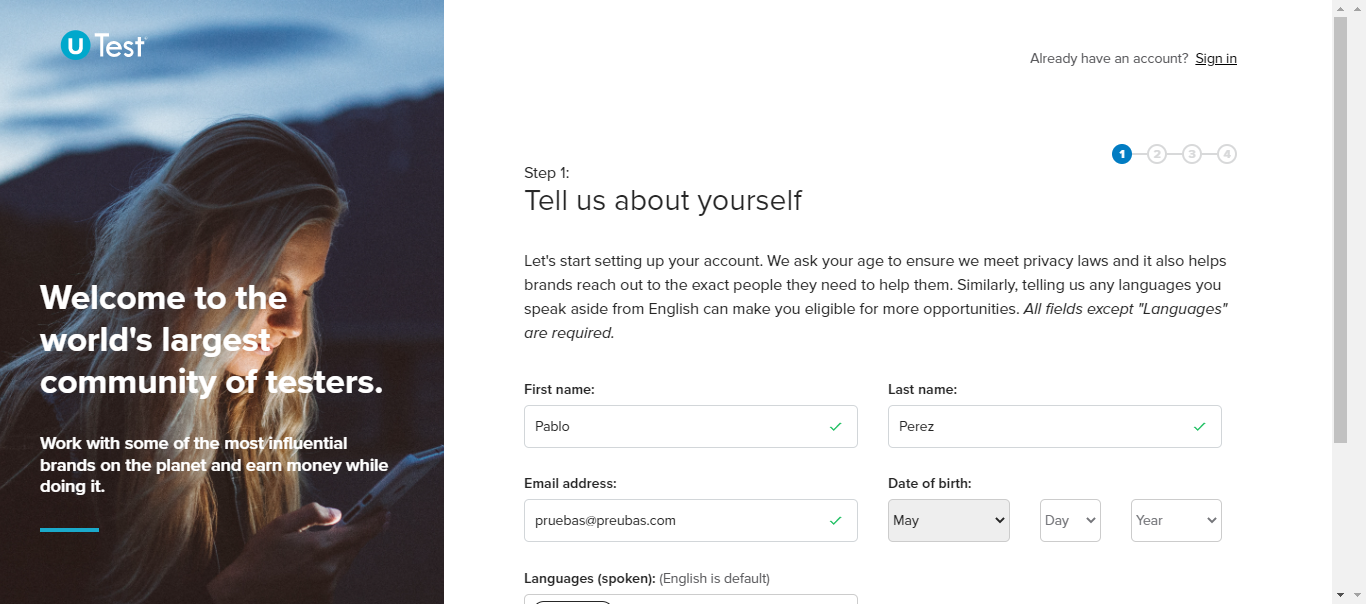 U Test
Welcome to the
world's largest
community of testers.
Work with some of the most influential
brands on the planet and earn money while
doing it.
Already have an account? Sign in
1 2 3 4
Step 1:
Tell us about yourself
Let's start setting up your account. We ask your age to ensure we meet privacy laws and it also helps
brands reach out to the exact people they need to help them. Similarly, telling us any languages you
speak aside from English can make you eligible for more opportunities. All fields except "Languages"
are required.
First name: Last name:
Pablo Perez
Email address: Date of birth:
pruebas@preubas.com May Day Year
Languages (spoken): (English is default)